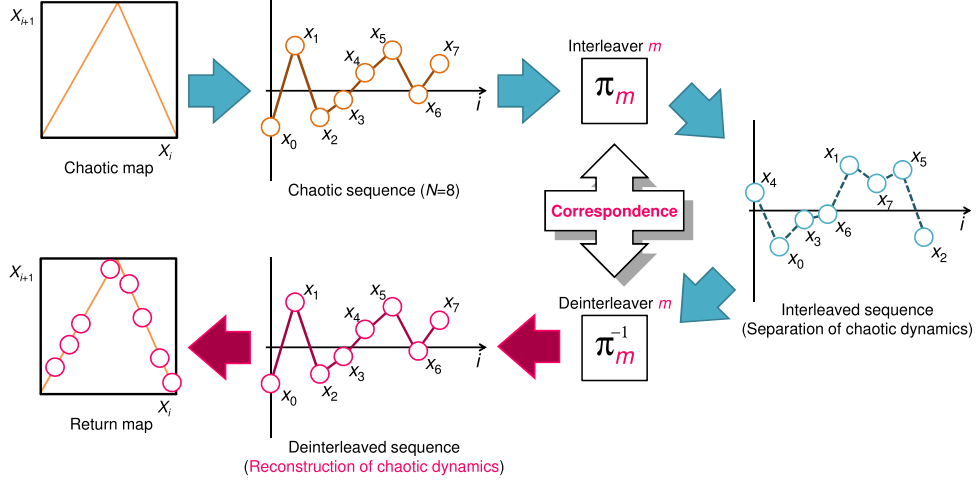 X_{i+1}
X_i
Chaotic map
x_0
x_1
x_2
x_3
x_4
x_5
x_6
x_7
i
Chaotic sequence (N=8)
Interleaver m
π_m
x_4
x_0
x_3
x_6
x_1
x_7
x_5
x_2
i
Interleaved sequence
(Separation of chaotic dynamics)
Correspondence
Deinterleaver m
π_m^{-1}
x_0
x_1
x_2
x_3
x_4
x_5
x_6
x_7
i
Deinterleaved sequence
(Reconstruction of chaotic dynamics)
X_{i+1}
X_i
Return map